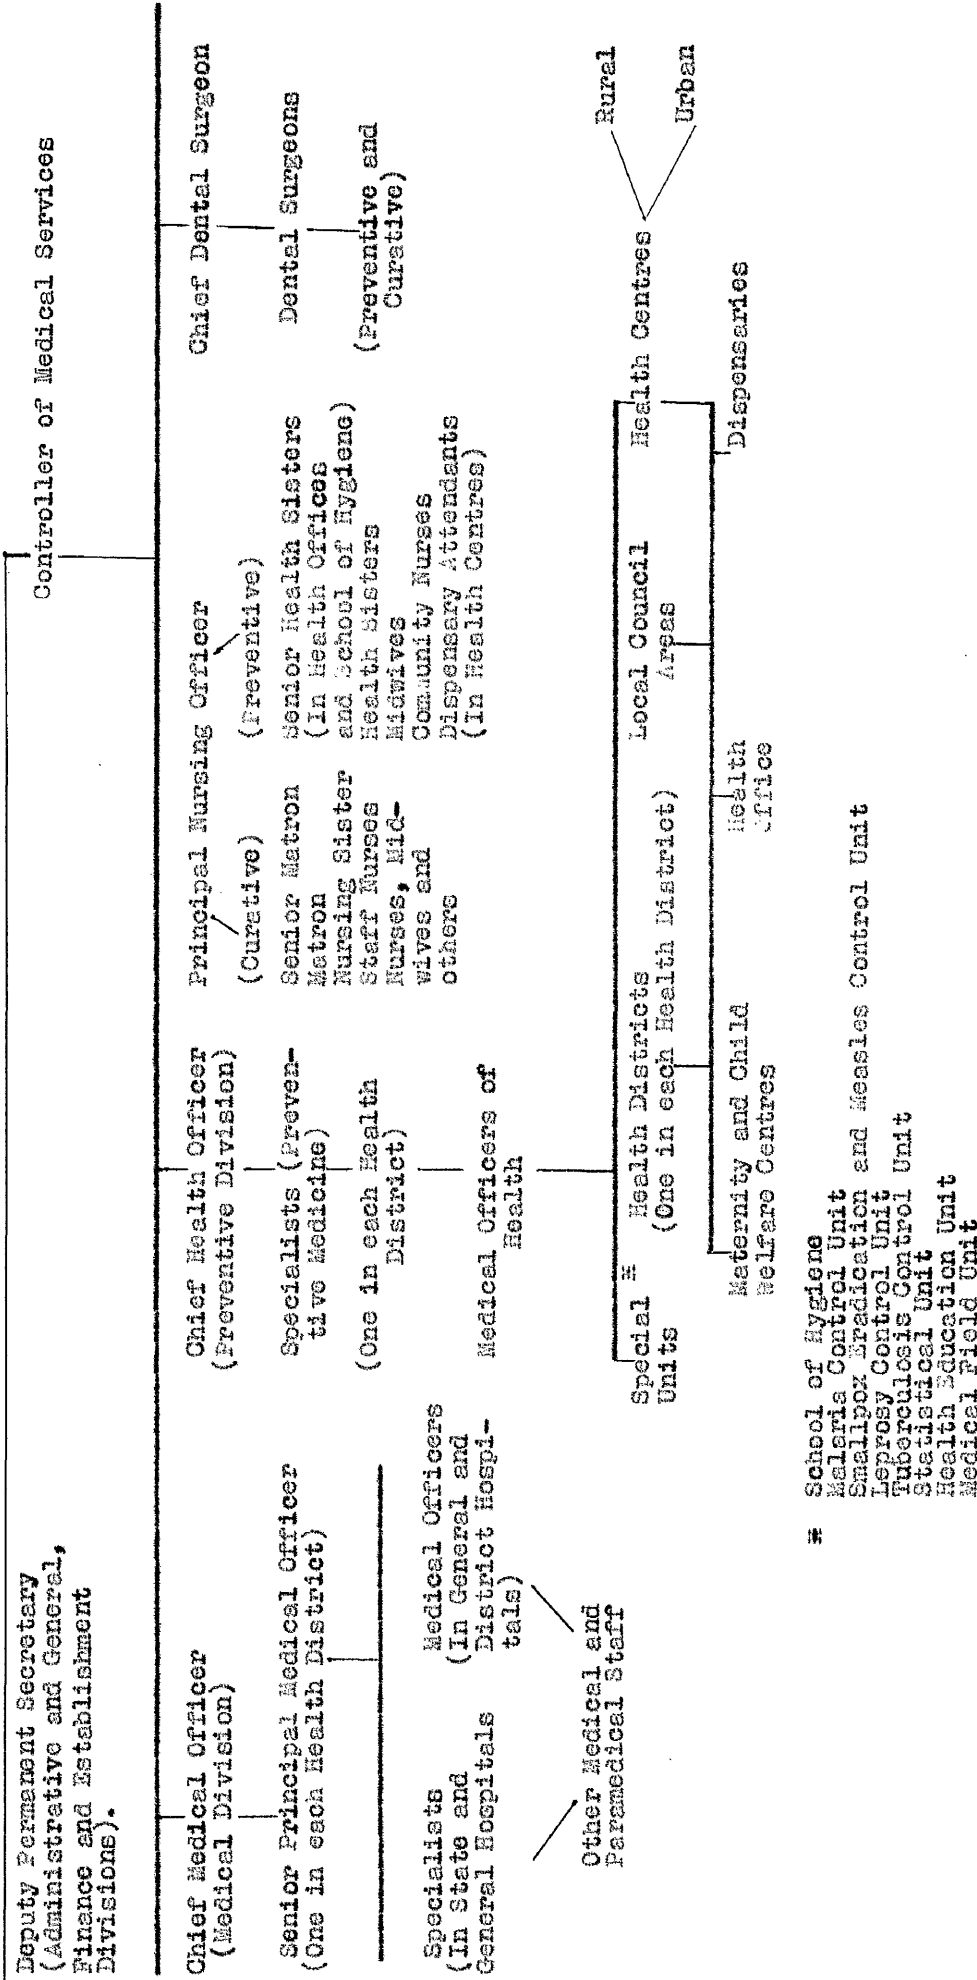 Deputy Permanent Secretary
(Administrative and General,
Finance and Establishment
Divisions).
Controller of Medical Services
Chief Medical Officer
(Medical Division)
Senior Principal Medical Officer
(One in each Health District)
Specialists
(In State and
General Hospitals
Medical Officers
(In General and
District Hospi-
tals)
Other Medical and
Paramedical Staff
Chief Health Officer
(Preventive Division)
Specialists (Preven-
tive Medicine)
(One in each Health
District)
Medical Officers of
Health
Principal Nursing Officer
(Curative)
Senior Matron
Matron
Nursing Sister
Staff Nurses
Nurses, Mid-
wives and
others
(Preventive)
Senior Health Sisters
(In Health Offices
and School of Hygiene)
Health Sisters
Midwives
Community Nurses
Dispensary Attendants
(In Health Centres)
Chief Dental Surgeon
Dental Surgeons
(Preventive and
Curative)
Special *
Units
Health Districts
(One in each Health District)
Local Council
Areas
Health Centres
Rural
Urban
Maternity and Child
Welfare Centres
Health
Office
Dispensaries
* School of Hygiene
Malaria Control Unit
Smallpox Eradication and Measles Control Unit
Leprosy Control Unit
Tuberculosis Control Unit
Statistical Unit
Health Education Unit
Medical Field Unit